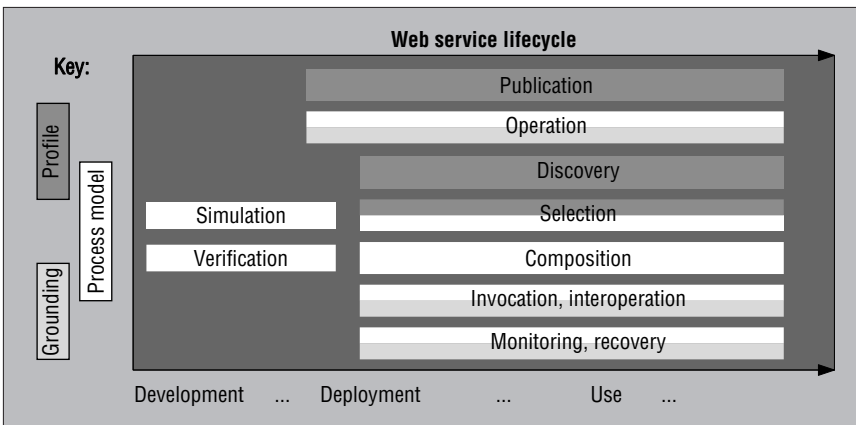 Web service lifecycle
Key:
Profile
Process model
Grounding
Publication
Operation
Discovery
Simulation
Selection
Verification
Composition
Invocation, interoperation
Monitoring, recovery
Development ... Deployment ... Use ...